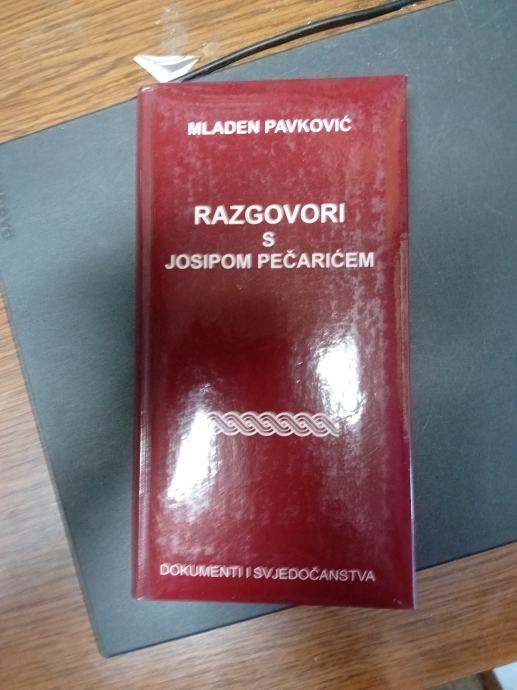 MLADEN PAVKOVIĆ
RAZGOVORI
S
JOSIPOM PEČARIĆEM
DOKUMENTI I SVJEDOČANSTVA